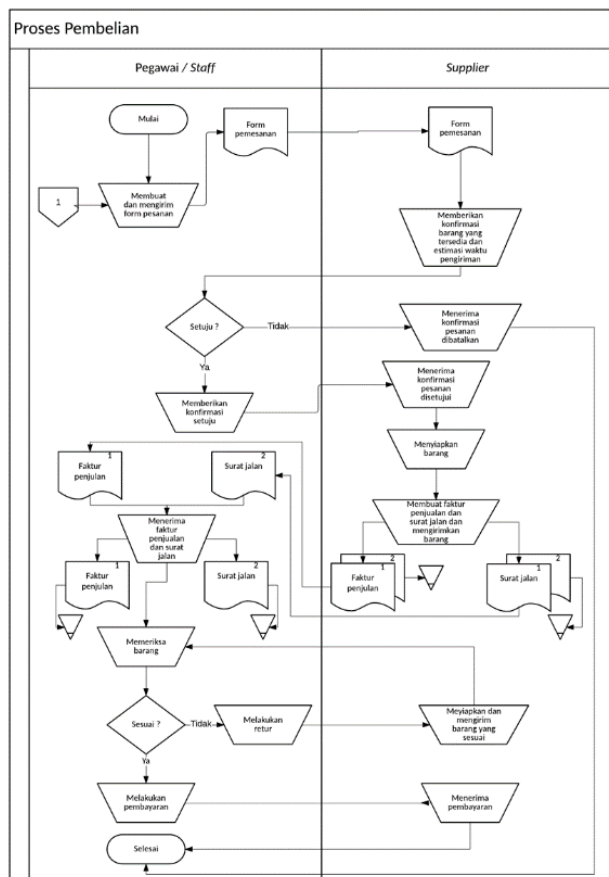 Proses Pembelian
Pegawai / Staff
Supplier
Mulai
Form
pemesanan
Form
pemesanan
1
Membuat
dan mengirim
form pesanan
Memberikan
konfirmasi
barang yang
tersedia dan
estimasi waktu
pengiriman
Setuju ?
Tidak
Menerima
konfirmasi
pesanan
dibatalkan
Ya
Memberikan
konfirmasi
setuju
Menerima
konfirmasi
pesanan
disetujui
Menyiapkan
barang
1
Faktur
penjulan
2
Surat jalan
Menerima
faktur
penjualan
dan surat
jalan
Membuat faktur
penjualan dan
surat jalan dan
mengirimkan
barang
1
Faktur
penjulan
2
Surat jalan
2
1
Faktur
penjulan
2
1
Surat jalan
Memeriksa
barang
Sesuai ?
Tidak
Melakukan
retur
Meyiapkan dan
mengirim
barang yang
sesuai
Ya
Melakukan
pembayaran
Menerima
pembayaran
Selesai